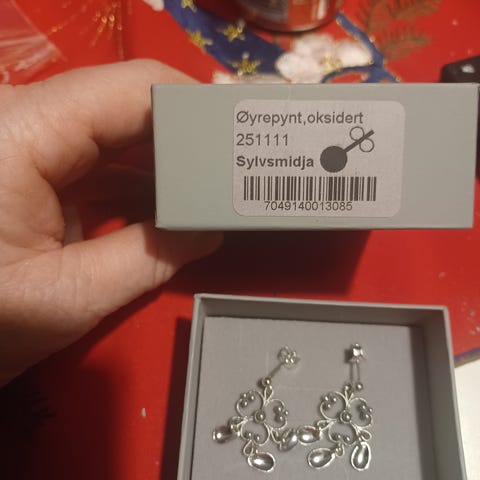 Øyrepynt,oksidert
251111
Sylvsmidja
7049140013085